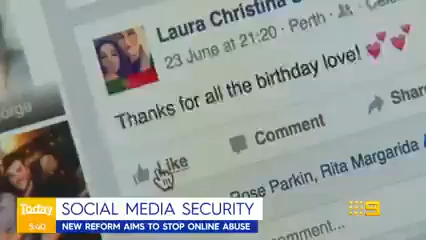 Laura Christina
23 June at 21:20 · Perth ·
Thanks for all the birthday love! 💕 💕
Comment
Share
Like
Rose Parkin, Rita Margarida &
orge
Today
5:40
SOCIAL MEDIA SECURITY
NEW REFORM AIMS TO STOP ONLINE ABUSE
9